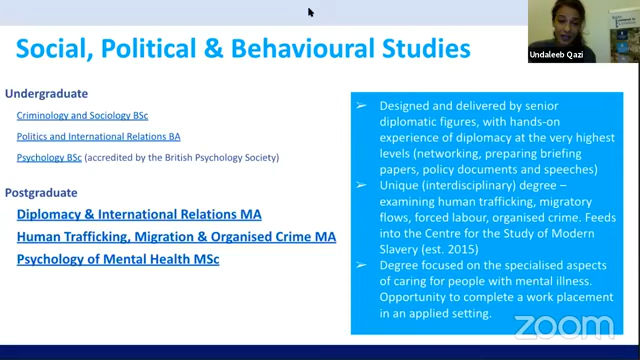 Social, Political & Behavioural Studies
Undaleeb Qazi
Undergraduate
Criminology and Sociology BSc
Politics and International Relations BA
Psychology BSc (accredited by the British Psychology Society)
Postgraduate
Diplomacy & International Relations MA
Human Trafficking, Migration & Organised Crime MA
Psychology of Mental Health MSc
➢ Designed and delivered by senior
diplomatic figures, with hands-on
experience of diplomacy at the very highest
levels (networking, preparing briefing
papers, policy documents and speeches)
➢ Unique (interdisciplinary) degree –
examining human trafficking, migratory
flows, forced labour, organised crime. Feeds
into the Centre for the Study of Modern
Slavery (est. 2015)
➢ Degree focused on the specialised aspects
of caring for people with mental illness.
Opportunity to complete a work placement
in an applied setting.
zoom